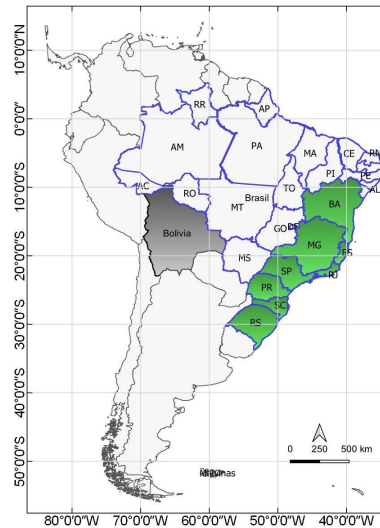 10°0'0"N
0°0'0"
10°0'0"S
20°0'0"S
30°0'0"S
40°0'0"S
50°0'0"S
RR
AP
AM
PA
MA
CE
RN
PI
PE
AL
AC
RO
TO
BA
MT
Brasil
GO
DF
Bolivia
MG
ES
MS
SP
RJ
PR
SC
RS
0 250 500 km
80°0'0"W 70°0'0"W 60°0'0"W 50°0'0"W 40°0'0"W